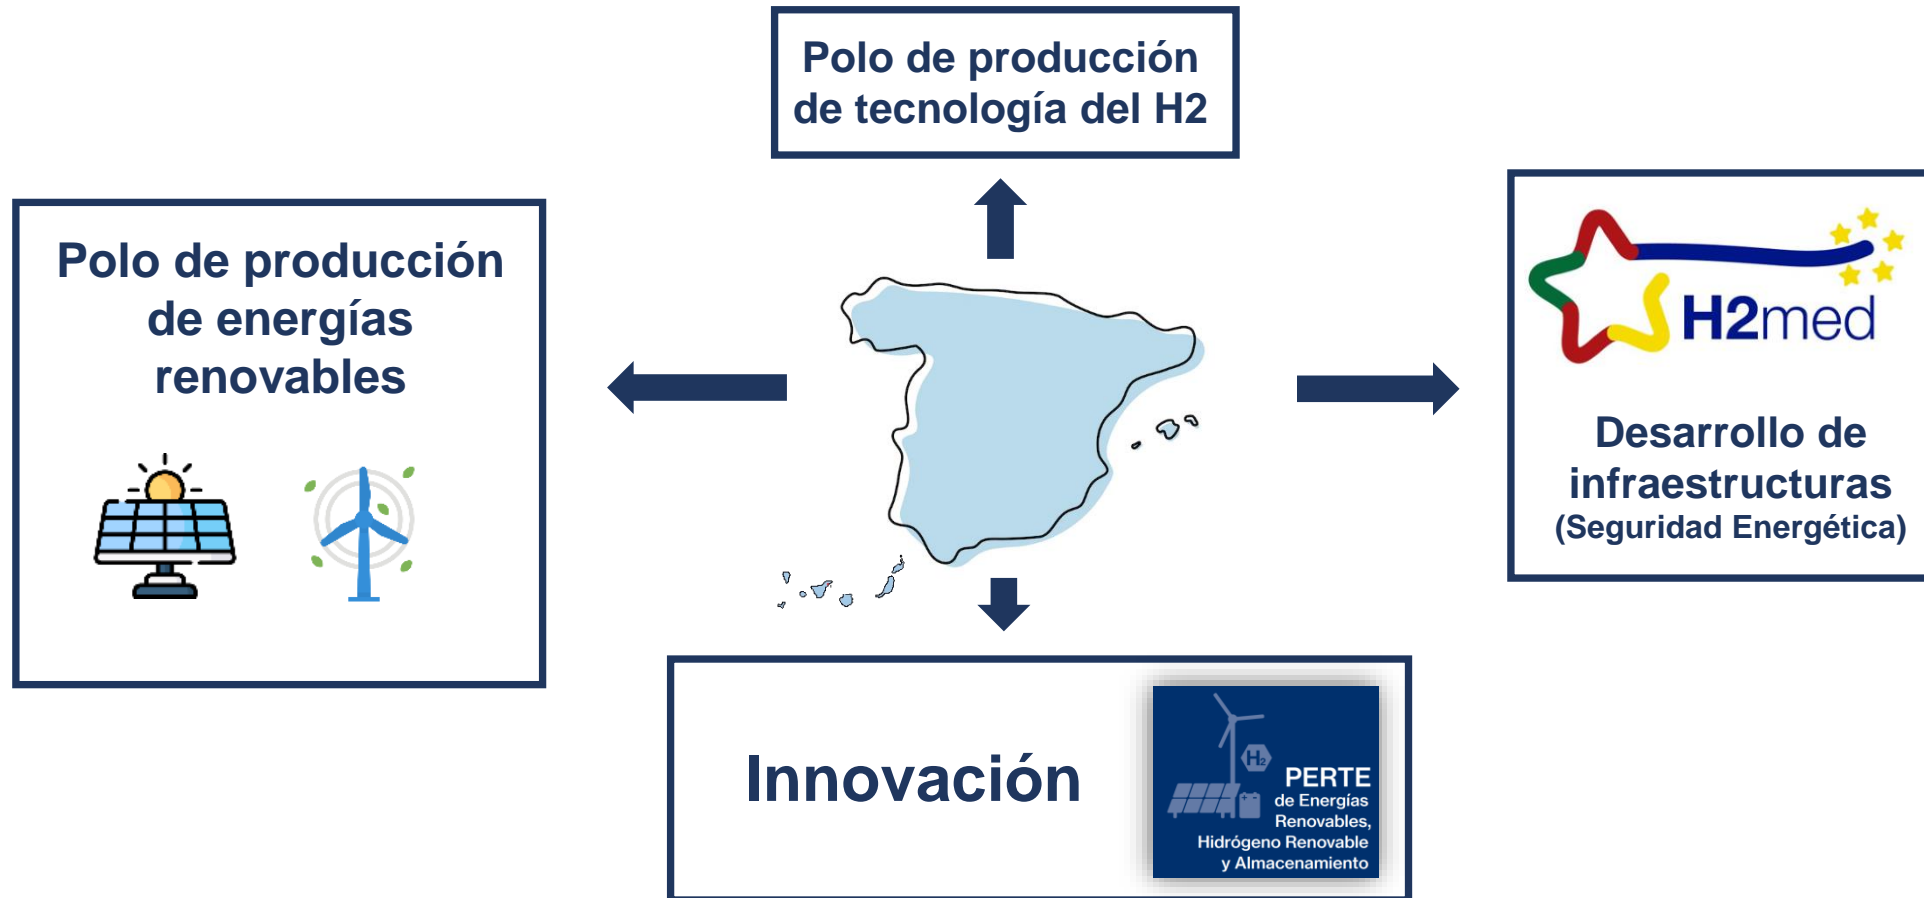 Polo de producción
de tecnología del H2
Polo de producción
de energías
renovables
H2med
Desarrollo de
infraestructuras
(Seguridad Energética)
Innovación
H₂
PERTE
de Energías
Renovables,
Hidrógeno Renovable
y Almacenamiento